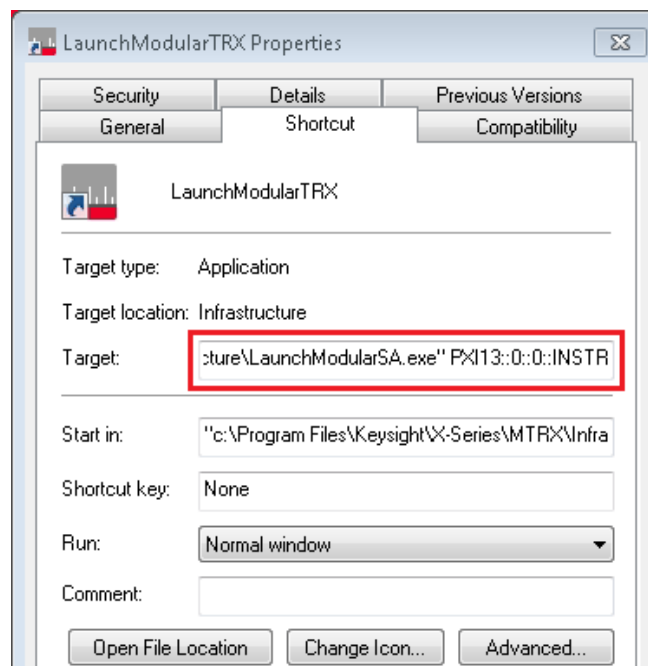 LaunchModularTRX Properties
Security Details Previous Versions
General Shortcut Compatibility
LaunchModularTRX
Target type: Application
Target location: Infrastructure
Target: :ture\LaunchModularSA.exe" PXI13::0::0::INSTR
Start in: "c:\Program Files\Keysight\X-Series\MTRX\Infra
Shortcut key: None
Run: Normal window
Comment:
Open File Location Change Icon... Advanced...